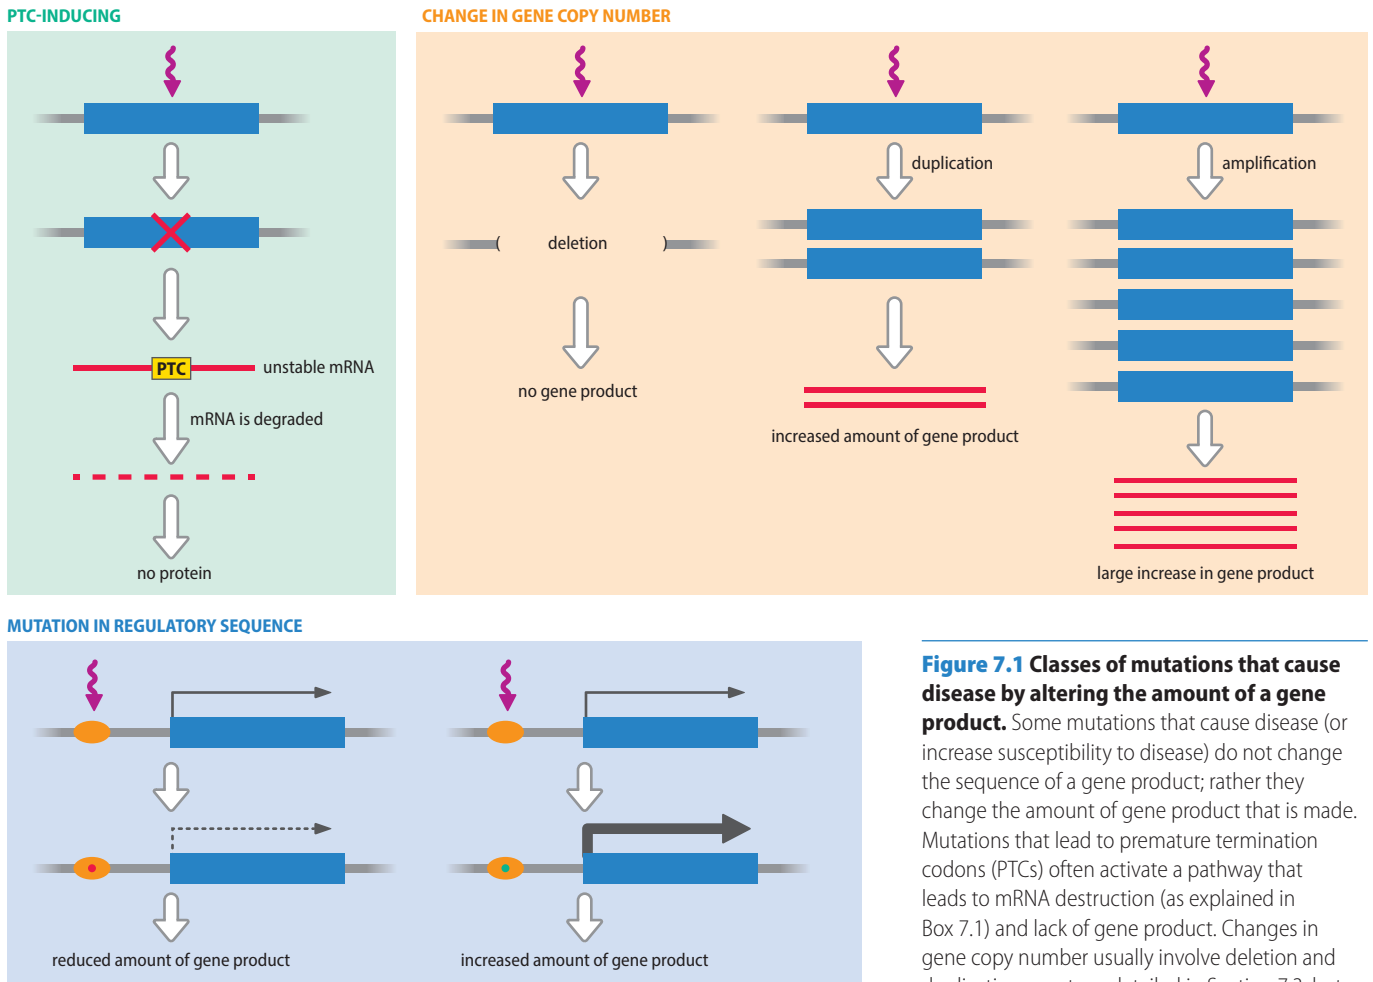 PTC-INDUCING
unstable mRNA
PTC
mRNA is degraded
no protein
CHANGE IN GENE COPY NUMBER
( deletion )
no gene product
duplication
increased amount of gene product
amplification
large increase in gene product
MUTATION IN REGULATORY SEQUENCE
reduced amount of gene product
increased amount of gene product
Figure 7.1 Classes of mutations that cause
disease by altering the amount of a gene
product. Some mutations that cause disease (or
increase susceptibility to disease) do not change
the sequence of a gene product; rather they
change the amount of gene product that is made.
Mutations that lead to premature termination
codons (PTCs) often activate a pathway that
leads to mRNA destruction (as explained in
Box 7.1) and lack of gene product. Changes in
gene copy number usually involve deletion and